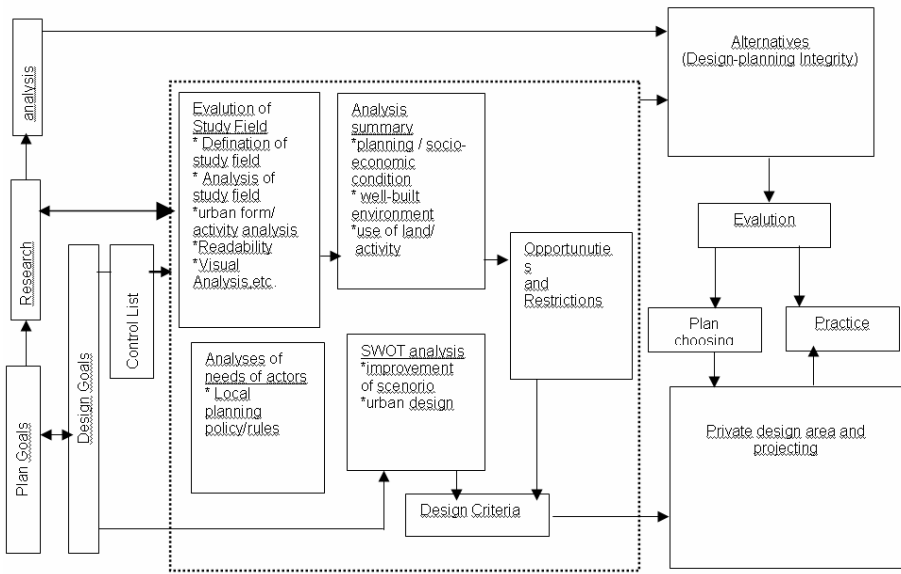 analysis
Research
Plan Goals
Design Goals
Control List
Evalution of
Study Field
* Defination of
study field
* Analysis of
study field
*urban form/
activity analysis
*Readability
*Visual
Analysis,etc.
Analyses of
needs of actors
* Local
planning
policy/rules
Analysis
summary
*planning / socio-
economic
condition
* well-built
environment
*use of land/
activity
SWOT analysis
*improvement
of scenorio
*urban design
Opportunutie
s
and
Restrictions
Design Criteria
Alternatives
(Design-planning Integrity)
Evalution
Plan
choosing
Practice
Private design area and
projecting